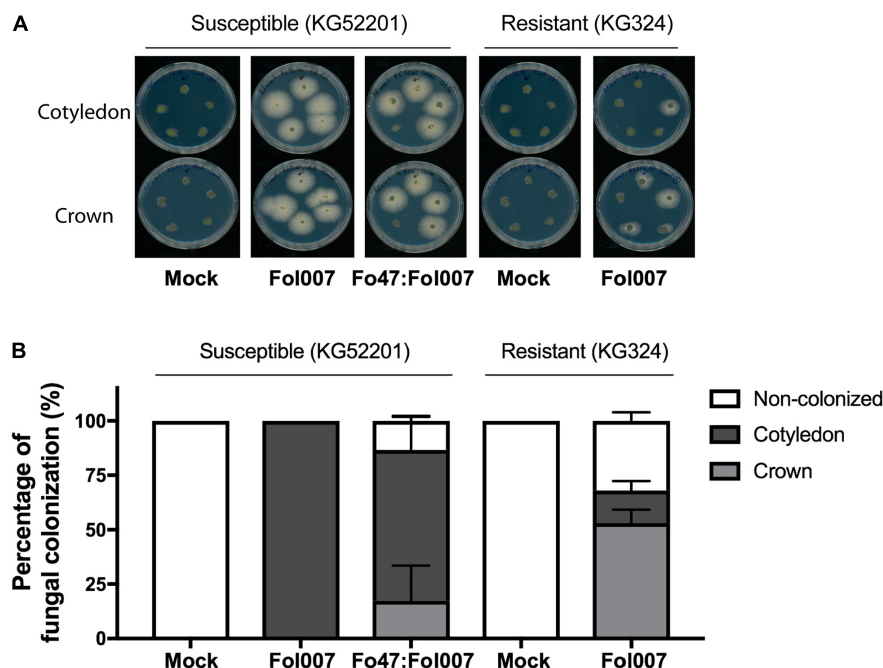 A
Susceptible (KG52201) Resistant (KG324)
Cotyledon
Crown
Mock Fol007 Fo47:Fol007 Mock Fol007
B
Susceptible (KG52201) Resistant (KG324)
Percentage of
fungal colonization (%)
100
75
50
25
0
Mock Fol007 Fo47:Fol007 Mock Fol007
Non-colonized
Cotyledon
Crown